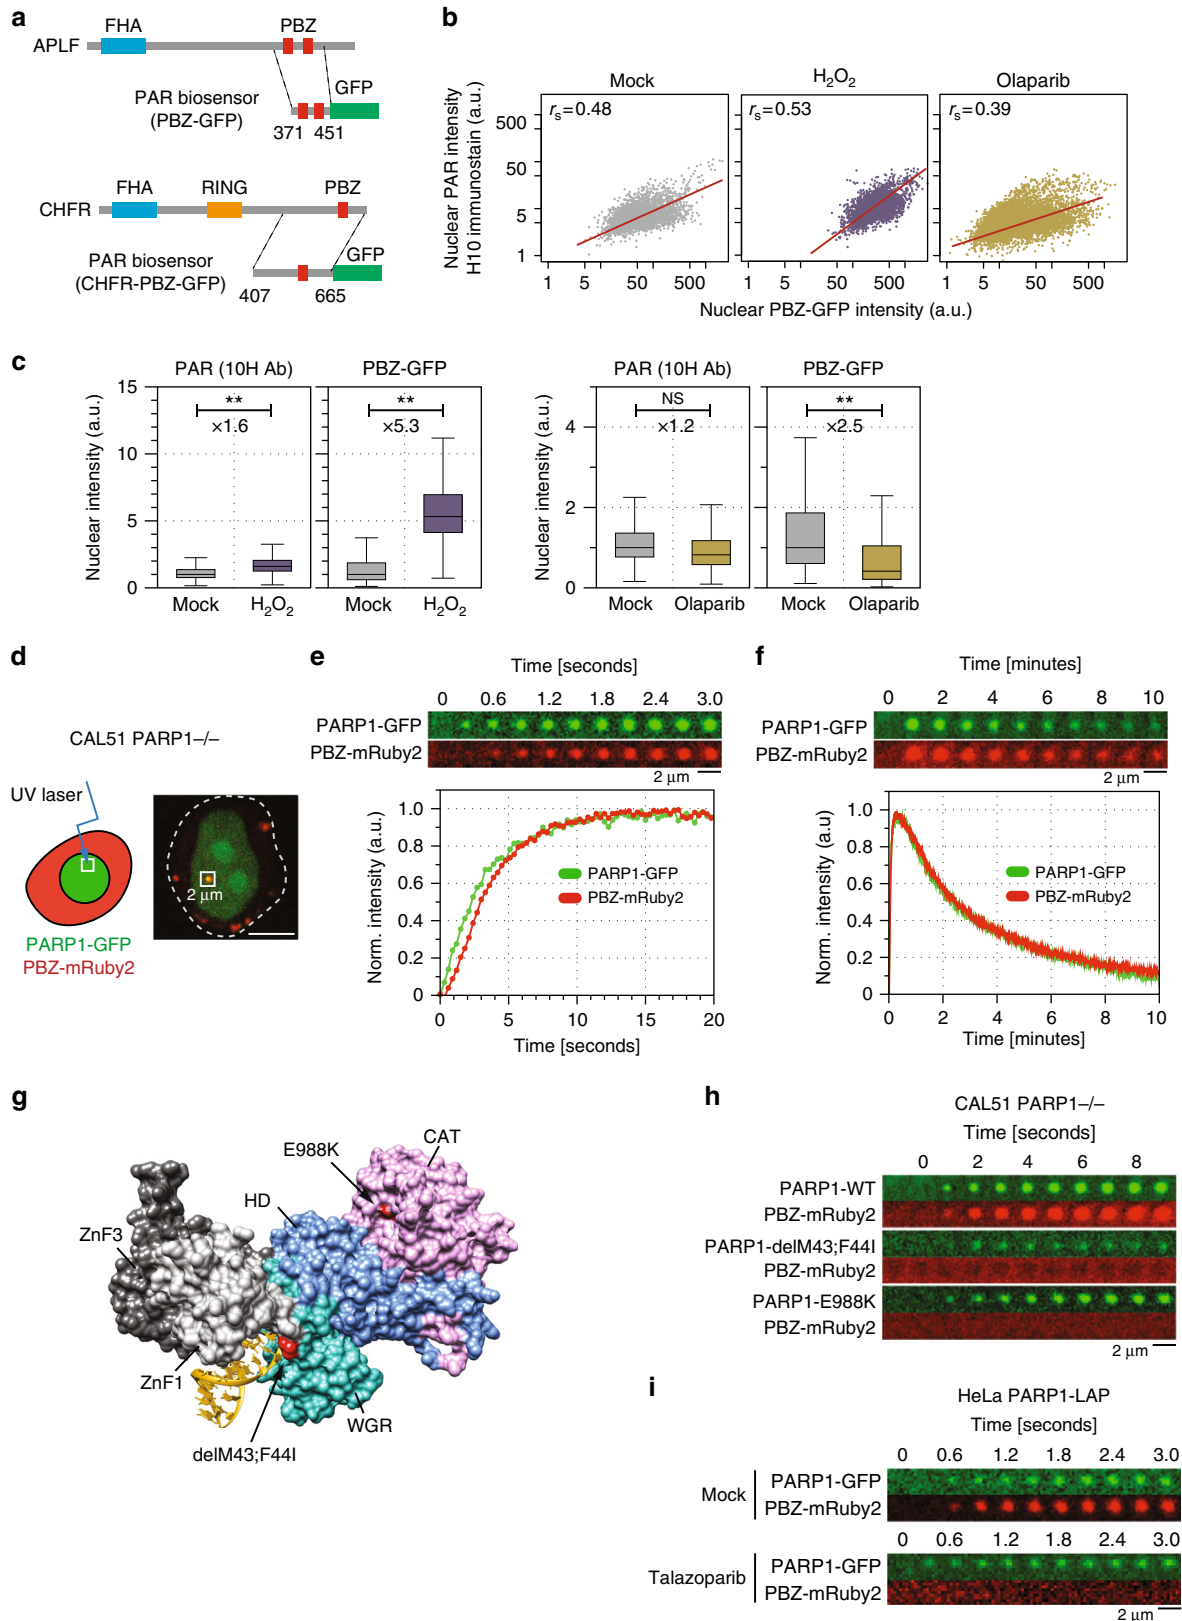 a
FHA
PBZ
APLF
GFP
PAR biosensor
(PBZ-GFP)
371
451
FHA
RING
PBZ
CHFR
GFP
PAR biosensor
(CHFR-PBZ-GFP)
407
665
b
Mock
H2O2
Olaparib
Nuclear PAR intensity
H10 immunostain (a.u.)
500
50
5
1
rs=0.48
rs=0.53
rs=0.39
1 5 50 500
1 5 50 500
1 5 50 500
Nuclear PBZ-GFP intensity (a.u.)
c
PAR (10H Ab)
PBZ-GFP
Nuclear intensity (a.u.)
15
10
5
0
**
×1.6
**
×5.3
Mock
H2O2
Mock
H2O2
PAR (10H Ab)
PBZ-GFP
Nuclear intensity (a.u.)
4
2
0
NS
×1.2
**
×2.5
Mock
Olaparib
Mock
Olaparib
d
CAL51 PARP1–/–
UV laser
2 μm
PARP1-GFP
PBZ-mRuby2
e
Time [seconds]
0 0.6 1.2 1.8 2.4 3.0
PARP1-GFP
PBZ-mRuby2
2 μm
Norm. intensity (a.u.)
1.0
0.8
0.6
0.4
0.2
0
PARP1-GFP
PBZ-mRuby2
0 5 10 15 20
Time [seconds]
f
Time [minutes]
0 2 4 6 8 10
PARP1-GFP
PBZ-mRuby2
2 μm
Norm. intensity (a.u)
1.0
0.8
0.6
0.4
0.2
0
PARP1-GFP
PBZ-mRuby2
0 2 4 6 8 10
Time [minutes]
g
CAT
E988K
HD
ZnF3
ZnF1
WGR
delM43;F44I
h
CAL51 PARP1–/–
Time [seconds]
0 2 4 6 8
PARP1-WT
PBZ-mRuby2
PARP1-delM43;F44I
PBZ-mRuby2
PARP1-E988K
PBZ-mRuby2
2 μm
i
HeLa PARP1-LAP
Time [seconds]
0 0.6 1.2 1.8 2.4 3.0
Mock
PARP1-GFP
PBZ-mRuby2
0 0.6 1.2 1.8 2.4 3.0
Talazoparib
PARP1-GFP
PBZ-mRuby2
2 μm